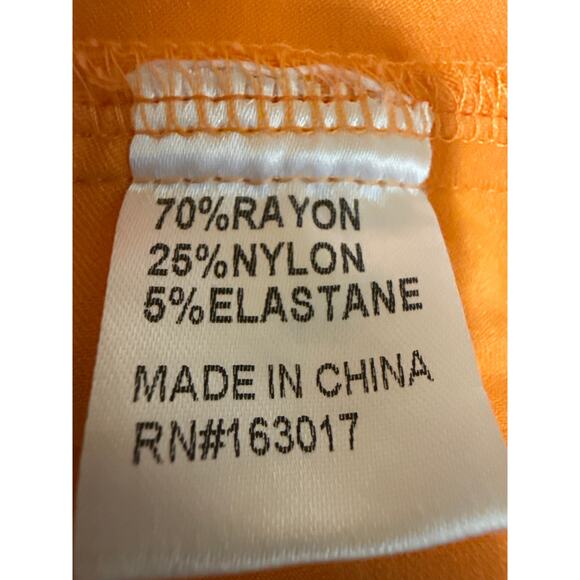 70%RAYON
25%NYLON
5%ELASTANE
MADE IN CHINA
RN#163017